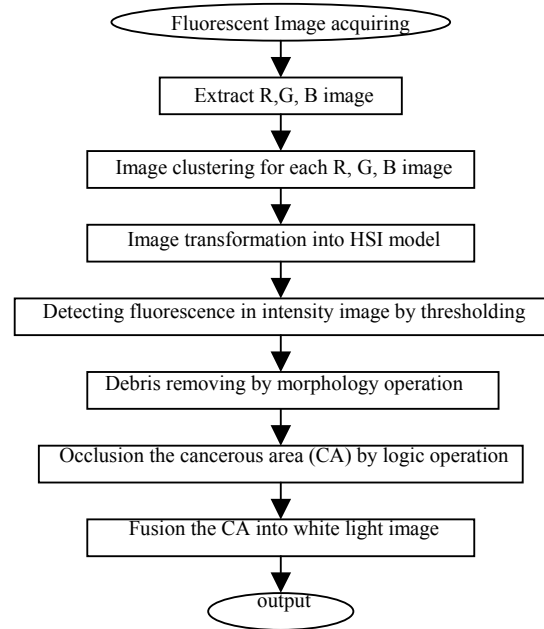 Fluorescent Image acquiring
Extract R,G, B image
Image clustering for each R, G, B image
Image transformation into HSI model
Detecting fluorescence in intensity image by thresholding
Debris removing by morphology operation
Occlusion the cancerous area (CA) by logic operation
Fusion the CA into white light image
output